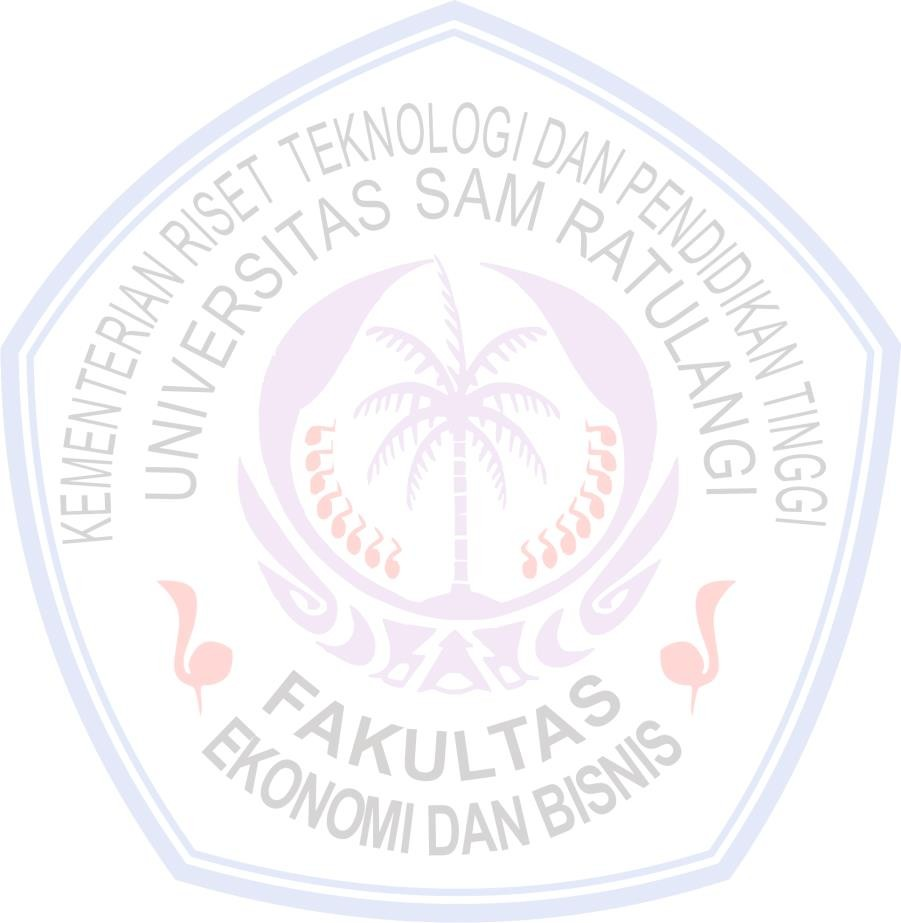 KEMENTERIAN RISET TEKNOLOGI DAN PENDIDIKAN TINGGI
UNIVERSITAS SAM RATULANGI
FAKULTAS
EKONOMI DAN BISNIS